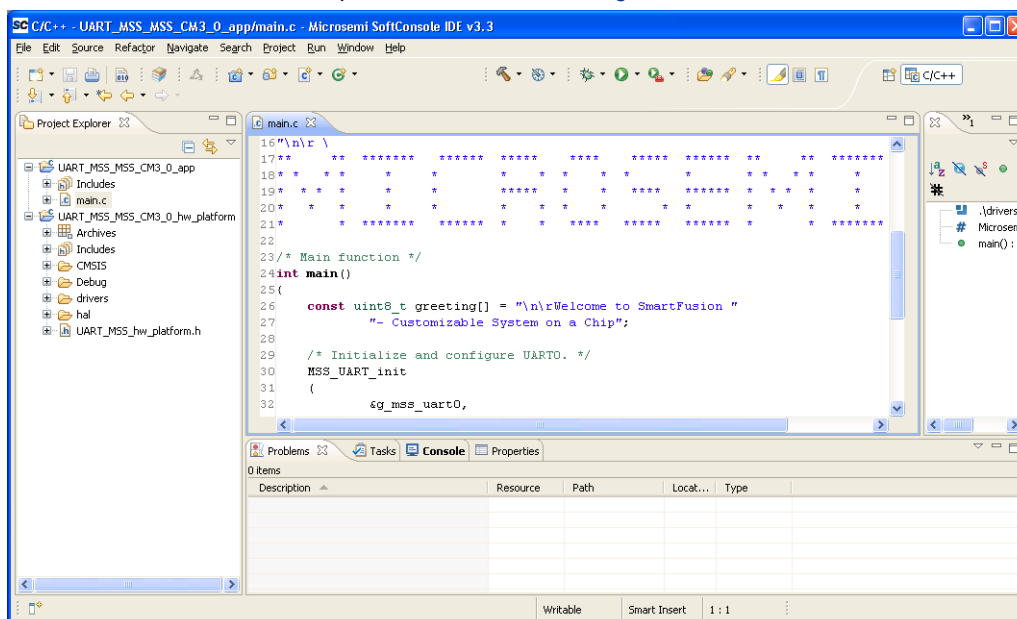 C/C++ - UART_MSS_MSS_CM3_0_app/main.c - Microsemi SoftConsole IDE v3.3
File Edit Source Refactor Navigate Search Project Run Window Help
C/C++
Project Explorer
main.c
1
UART_MSS_MSS_CM3_0_app
Includes
main.c
UART_MSS_MSS_CM3_0_hw_platform
Archives
Includes
CMSIS
Debug
drivers
hal
UART_MSS_hw_platform.h
16"\n\r \
17**      **  *******   ******  *****    ****    *****  ******  **     **  *******
18* *    * *     *     *       *    *  *    *  *       *       * *   * *     *
19*  * *  *     *     *       *****   *    *   ****   ******  *  * *  *     *
20*   *   *     *     *       *  *    *    *       *  *       *   *   *     *
21*       *  *******   ******  *    *   ****   *****   ******  *       *  *******
22
23/* Main function */
24int main()
25{
26    const uint8_t greeting[] = "\n\rWelcome to SmartFusion "
27            "- Customizable System on a Chip";
28
29    /* Initialize and configure UART0. */
30    MSS_UART_init
31    (
32            &g_mss_uart0,
.\drivers
Microsem
main() :
Problems Tasks Console Properties
0 items
Description Resource Path Locat... Type
Writable Smart Insert 1 : 1